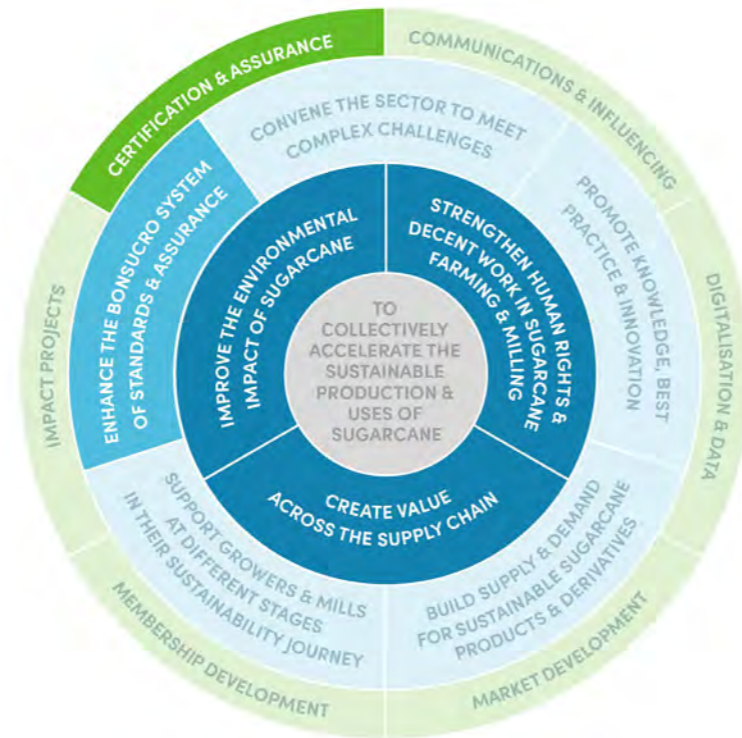 CERTIFICATION & ASSURANCE
COMMUNICATIONS & INFLUENCING
DIGITALISATION & DATA
MARKET DEVELOPMENT
MEMBERSHIP DEVELOPMENT
IMPACT PROJECTS
ENHANCE THE BONSUCRO SYSTEM
OF STANDARDS & ASSURANCE
CONVENE THE SECTOR TO MEET
COMPLEX CHALLENGES
PROMOTE KNOWLEDGE, BEST
PRACTICE & INNOVATION
BUILD SUPPLY & DEMAND
FOR SUSTAINABLE SUGARCANE
PRODUCTS & DERIVATIVES
SUPPORT GROWERS & MILLS
AT DIFFERENT STAGES
IN THEIR SUSTAINABILITY JOURNEY
IMPROVE THE ENVIRONMENTAL
IMPACT OF SUGARCANE
STRENGTHEN HUMAN RIGHTS &
DECENT WORK IN SUGARCANE
FARMING & MILLING
CREATE VALUE
ACROSS THE SUPPLY CHAIN
TO
COLLECTIVELY
ACCELERATE THE
SUSTAINABLE
PRODUCTION &
USES OF
SUGARCANE